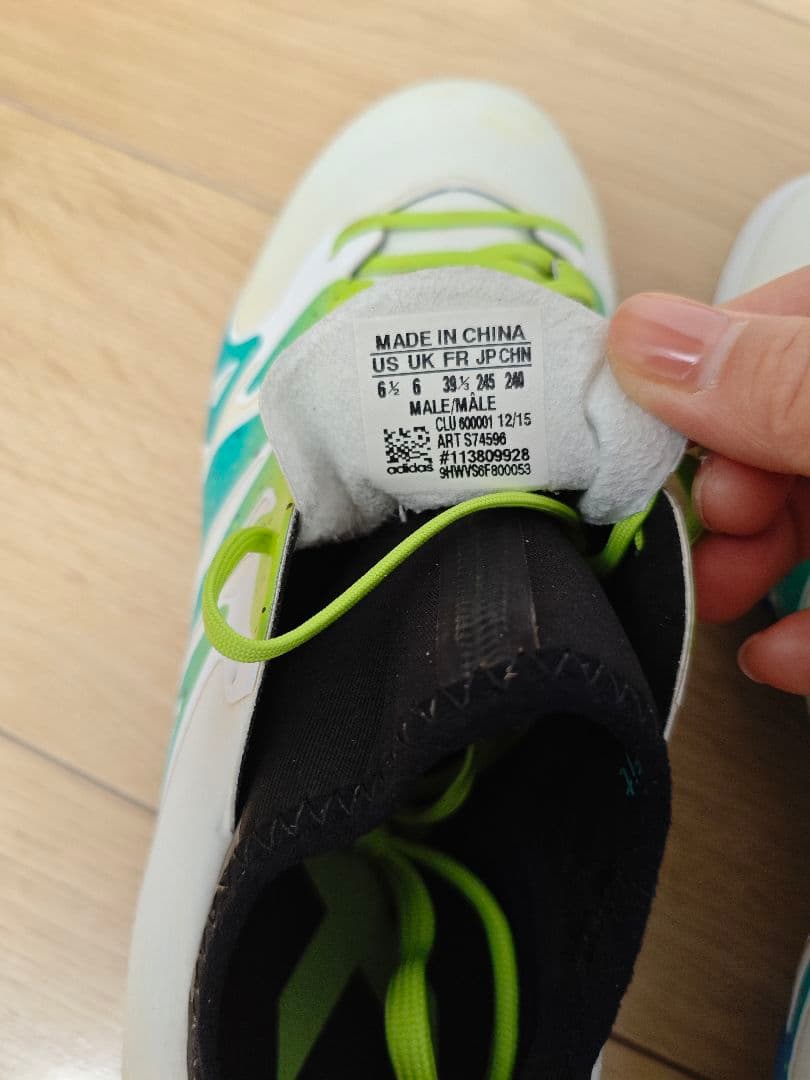 MADE IN CHINA
US UK FR JP CHN
6½ 6 39⅓ 245 240
MALE/MÂLE
CLU 600001 12/15
ART S74596
#113809928
adidas 9HWVS6F800053